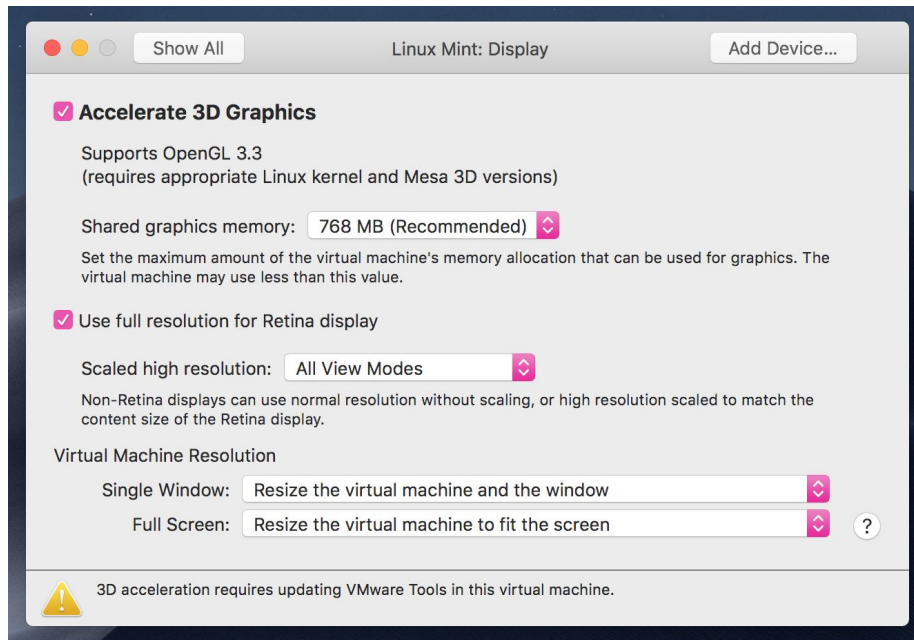 Show All
Linux Mint: Display
Add Device...
Accelerate 3D Graphics
Supports OpenGL 3.3
(requires appropriate Linux kernel and Mesa 3D versions)
Shared graphics memory: 768 MB (Recommended)
Set the maximum amount of the virtual machine's memory allocation that can be used for graphics. The
virtual machine may use less than this value.
Use full resolution for Retina display
Scaled high resolution: All View Modes
Non-Retina displays can use normal resolution without scaling, or high resolution scaled to match the
content size of the Retina display.
Virtual Machine Resolution
Single Window: Resize the virtual machine and the window
Full Screen: Resize the virtual machine to fit the screen
?
3D acceleration requires updating VMware Tools in this virtual machine.